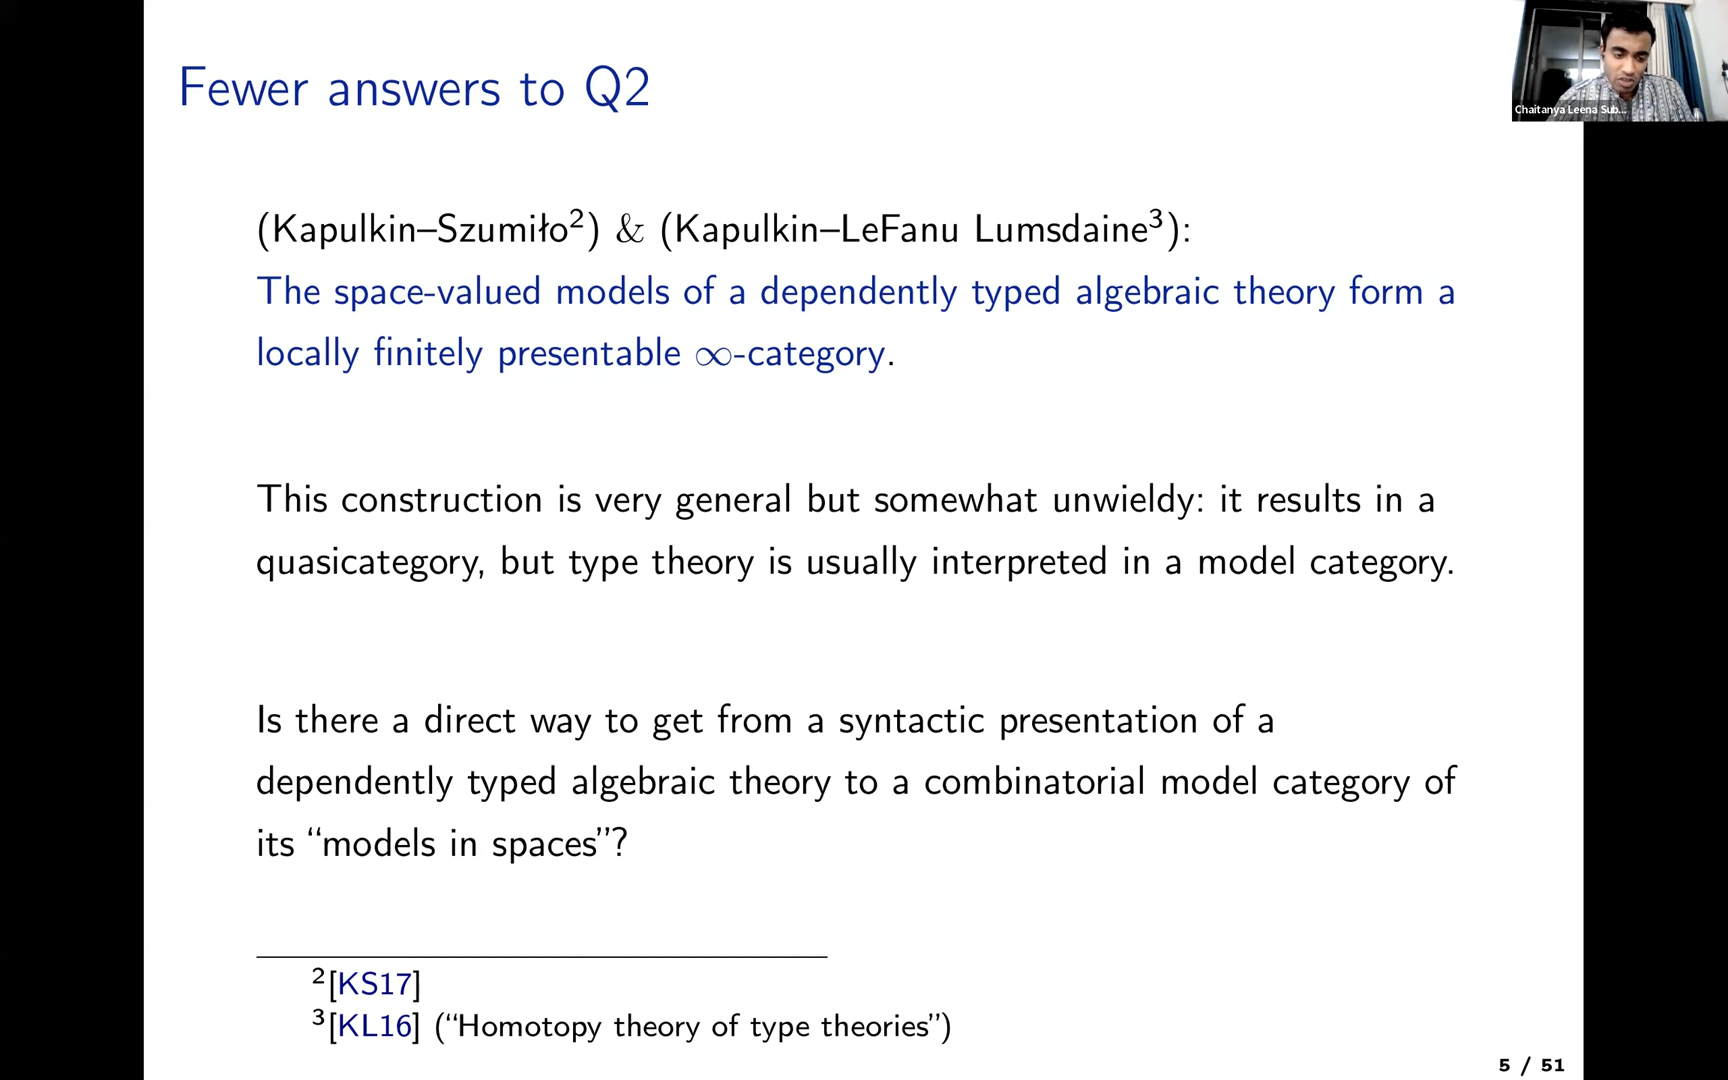 Fewer answers to Q2
Chaitanya Leena Sub...
(Kapulkin–Szumiło²) & (Kapulkin–LeFanu Lumsdaine³):
The space-valued models of a dependently typed algebraic theory form a
locally finitely presentable ∞-category.
This construction is very general but somewhat unwieldy: it results in a
quasicategory, but type theory is usually interpreted in a model category.
Is there a direct way to get from a syntactic presentation of a
dependently typed algebraic theory to a combinatorial model category of
its “models in spaces”?
²[KS17]
³[KL16] (“Homotopy theory of type theories”)
5 / 51